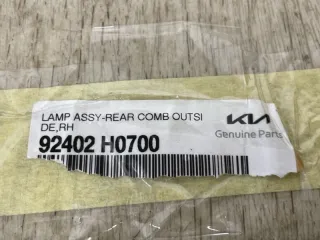 LAMP ASSY-REAR COMB OUTSI
DE,RH
92402 H0700
KIA
Genuine Parts